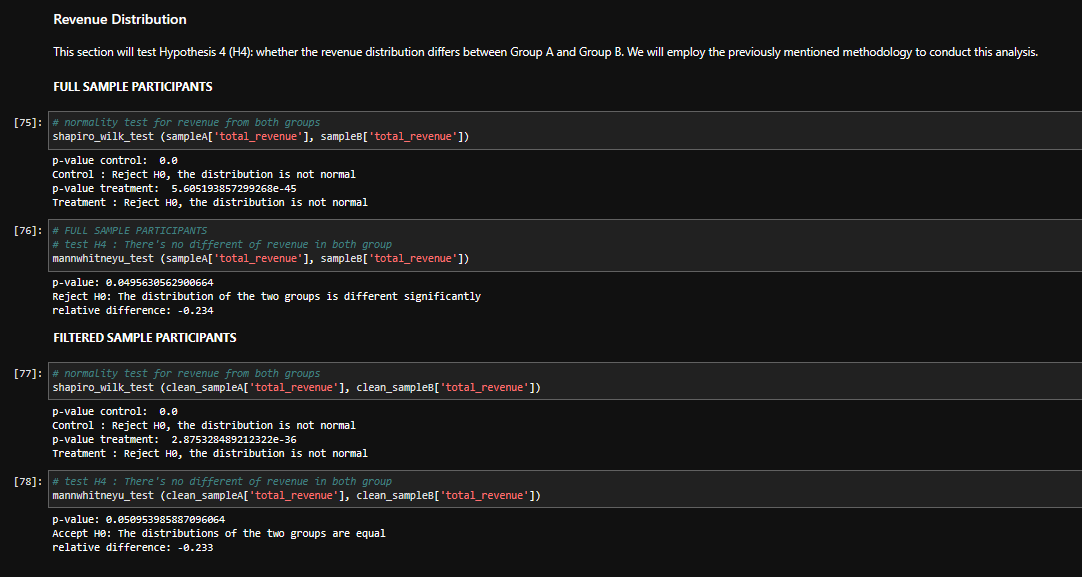 Revenue Distribution
This section will test Hypothesis 4 (H4): whether the revenue distribution differs between Group A and Group B. We will employ the previously mentioned methodology to conduct this analysis.
FULL SAMPLE PARTICIPANTS
[75]: # normality test for revenue from both groups
shapiro_wilk_test (sampleA['total_revenue'], sampleB['total_revenue'])
p-value control:  0.0
Control : Reject H0, the distribution is not normal
p-value treatment:  5.605193857299268e-45
Treatment : Reject H0, the distribution is not normal
[76]: # FULL SAMPLE PARTICIPANTS
# test H4 : There's no different of revenue in both group
mannwhitneyu_test (sampleA['total_revenue'], sampleB['total_revenue'])
p-value: 0.0495630562900664
Reject H0: The distribution of the two groups is different significantly
relative difference: -0.234
FILTERED SAMPLE PARTICIPANTS
[77]: # normality test for revenue from both groups
shapiro_wilk_test (clean_sampleA['total_revenue'], clean_sampleB['total_revenue'])
p-value control:  0.0
Control : Reject H0, the distribution is not normal
p-value treatment:  2.875328489212322e-36
Treatment : Reject H0, the distribution is not normal
[78]: # test H4 : There's no different of revenue in both group
mannwhitneyu_test (clean_sampleA['total_revenue'], clean_sampleB['total_revenue'])
p-value: 0.050953985887096064
Accept H0: The distributions of the two groups are equal
relative difference: -0.233